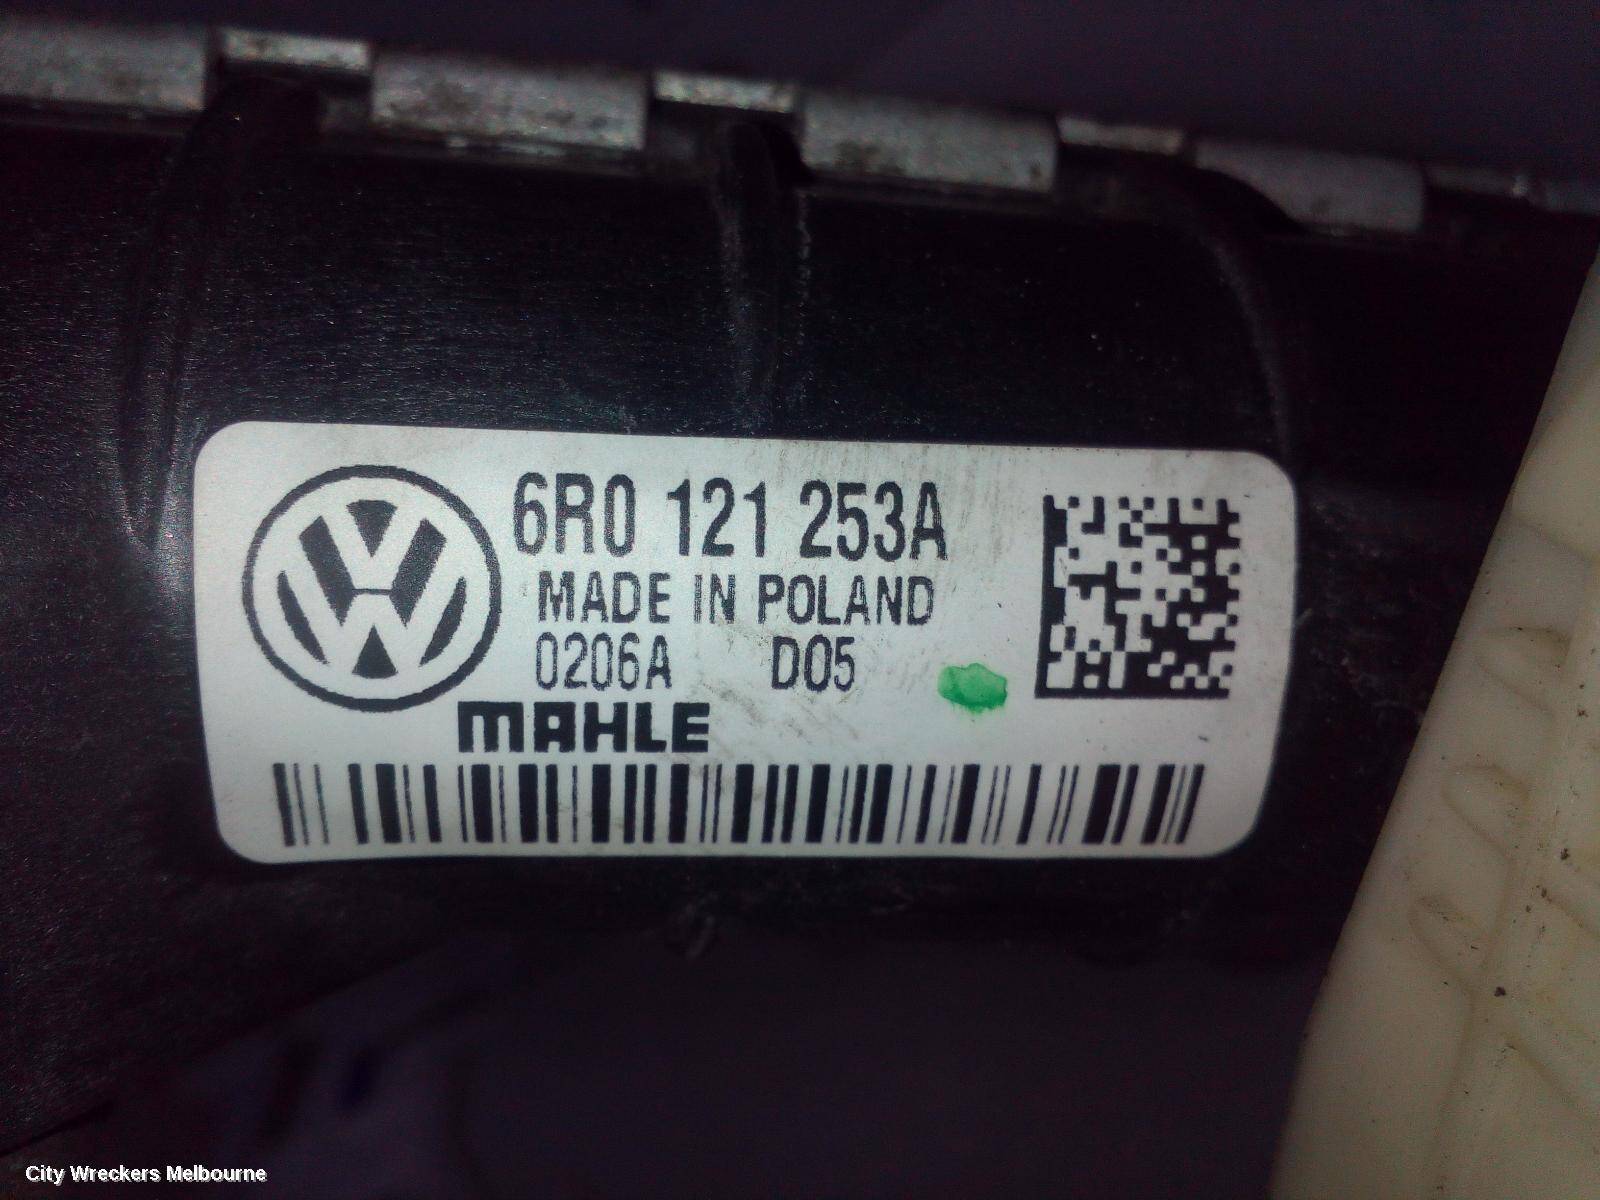 6R0 121 253A
MADE IN POLAND
0206A D05
MAHLE
City Wreckers Melbourne